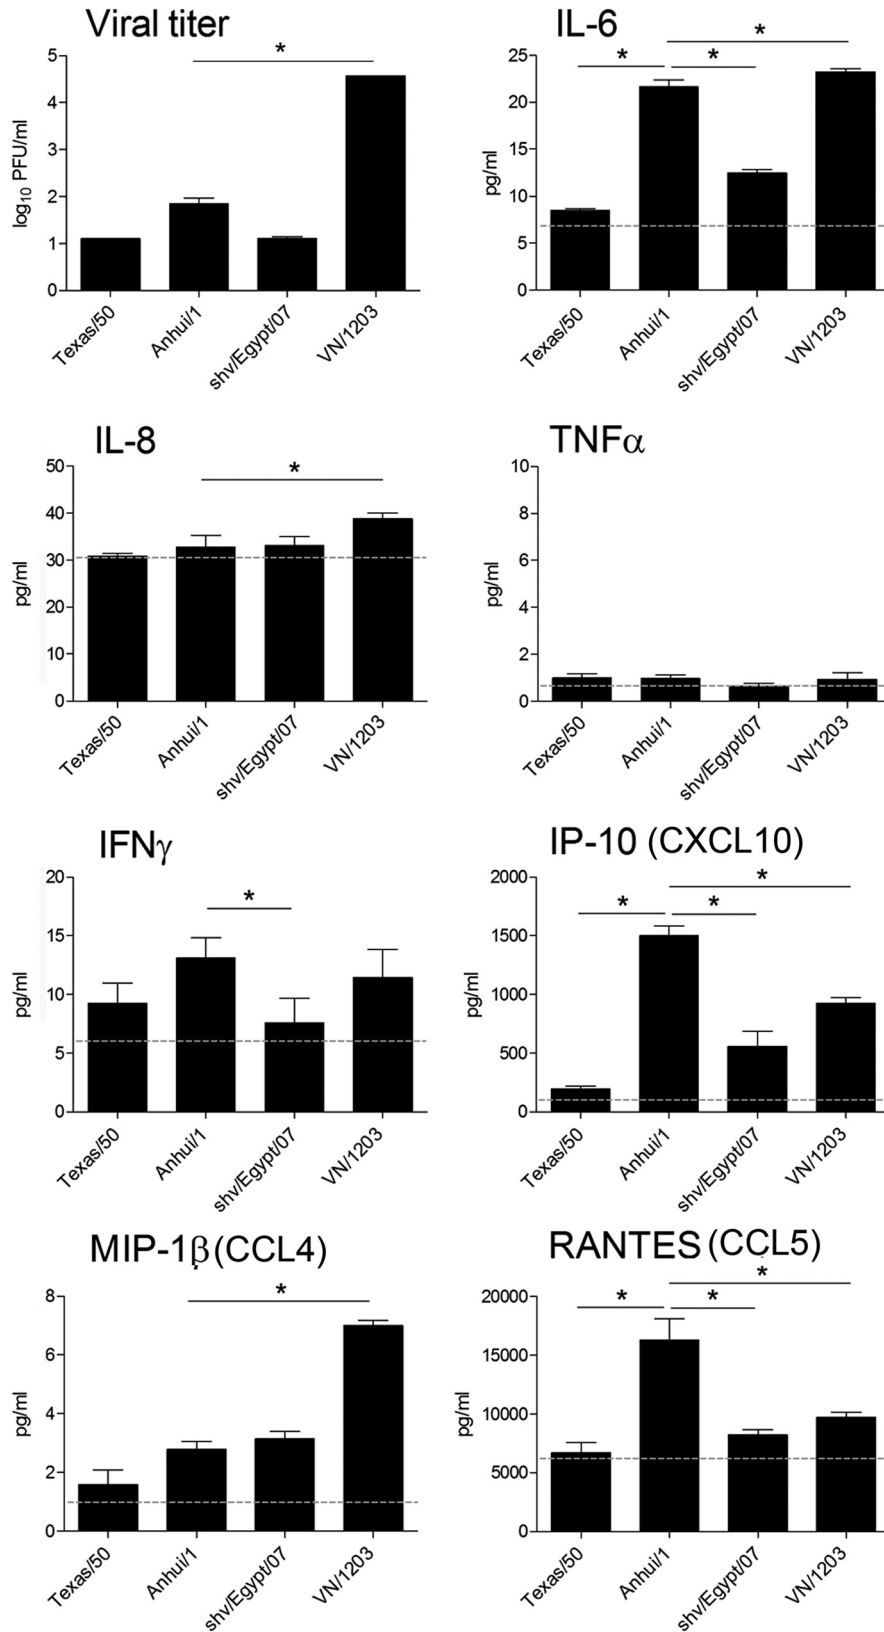 Viral titer
*
log10 PFU/ml
5
4
3
2
1
0
Texas/50
Anhui/1
shv/Egypt/07
VN/1203
IL-6
*
*
*
pg/ml
25
20
15
10
5
0
Texas/50
Anhui/1
shv/Egypt/07
VN/1203
IL-8
*
pg/ml
50
40
30
20
10
0
Texas/50
Anhui/1
shv/Egypt/07
VN/1203
TNFα
pg/ml
10
8
6
4
2
0
Texas/50
Anhui/1
shv/Egypt/07
VN/1203
IFNγ
*
pg/ml
20
15
10
5
0
Texas/50
Anhui/1
shv/Egypt/07
VN/1203
IP-10 (CXCL10)
*
*
*
pg/ml
2000
1500
1000
500
0
Texas/50
Anhui/1
shv/Egypt/07
VN/1203
MIP-1β (CCL4)
*
pg/ml
8
6
4
2
0
Texas/50
Anhui/1
shv/Egypt/07
VN/1203
RANTES (CCL5)
*
*
*
pg/ml
20000
15000
10000
5000
0
Texas/50
Anhui/1
shv/Egypt/07
VN/1203